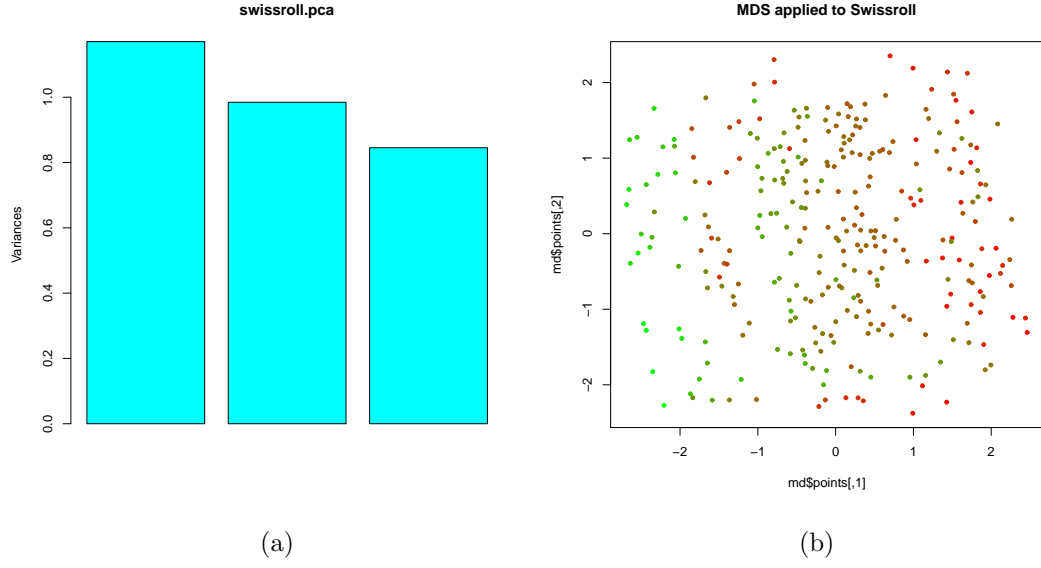 swissroll.pca
Variances
0.0
0.2
0.4
0.6
0.8
1.0
(a)
MDS applied to Swissroll
md$points[,2]
−2
−1
0
1
2
−2 −1 0 1 2
md$points[,1]
(b)